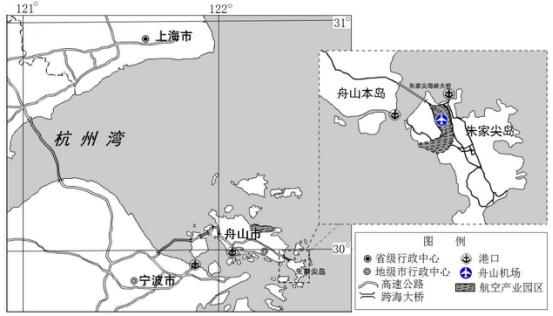 121°
122°
31°
上海市
杭 州 湾
舟山市
30°
宁波市
朱家尖岛
朱家尖海峡大桥
舟山本岛
朱家尖岛
图 例
省级行政中心
港口
地级市行政中心
舟山机场
高速公路
航空产业园区
跨海大桥